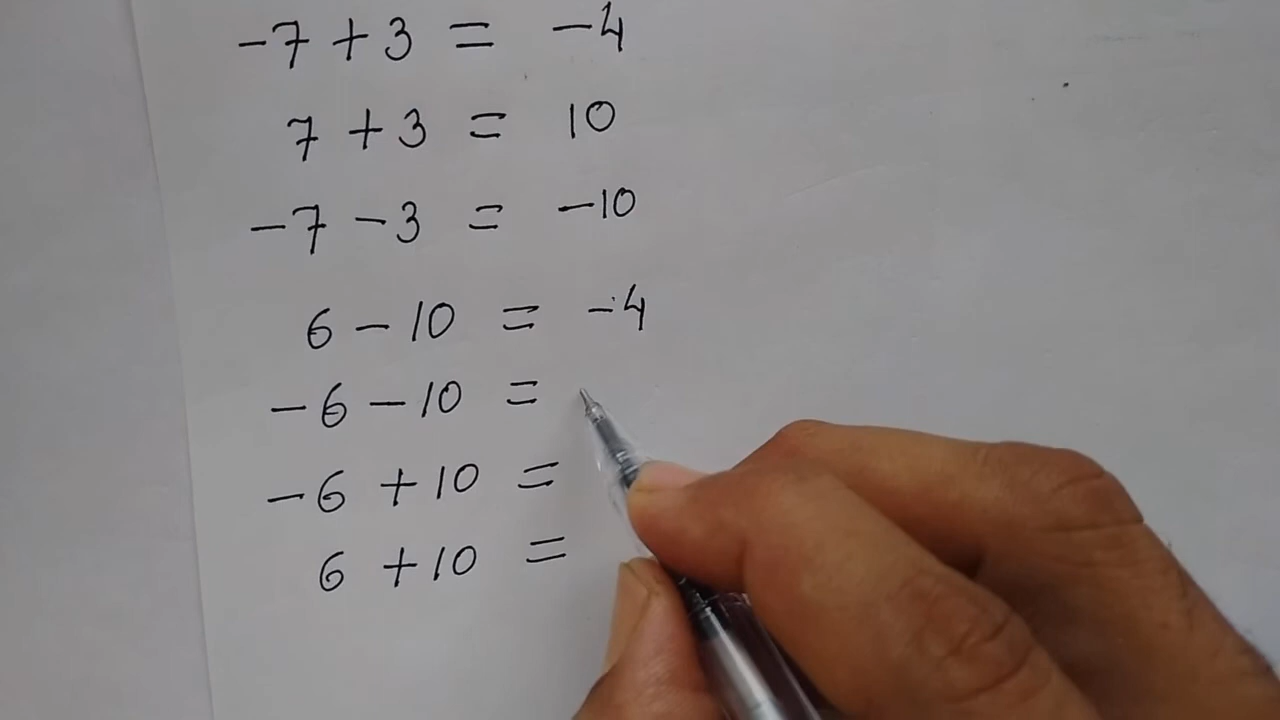 -7 + 3 = -4
7 + 3 = 10
-7 - 3 = -10
6 - 10 = -4
-6 - 10 =
-6 + 10 =
6 + 10 =